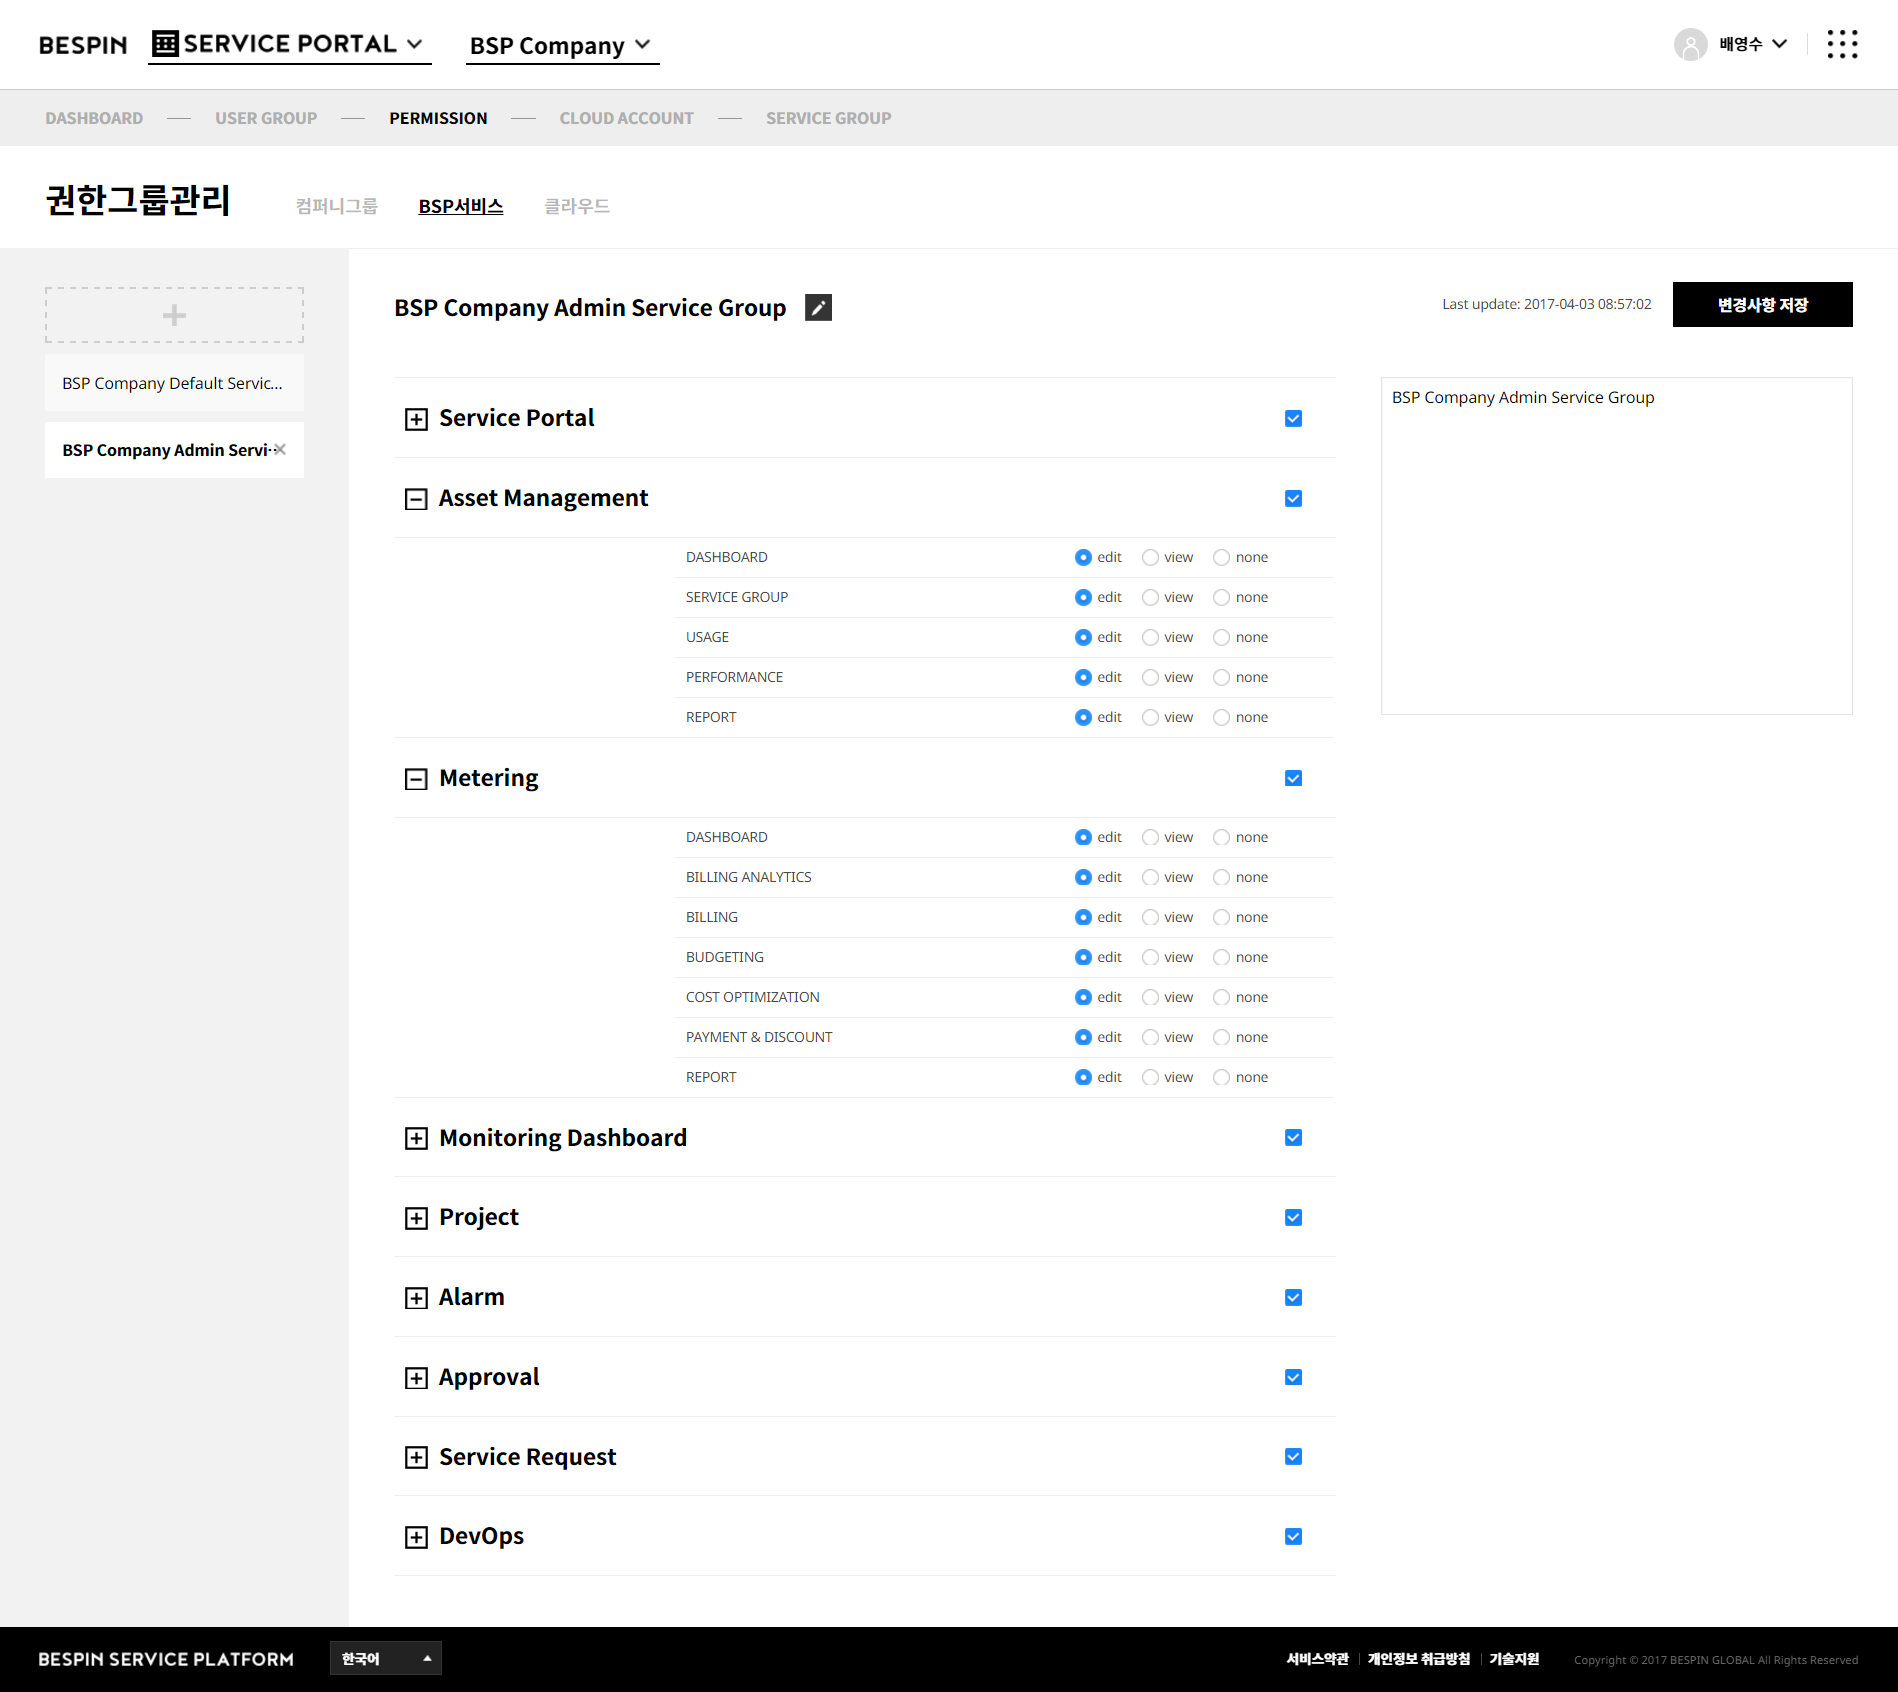 BESPIN SERVICE PORTAL BSP Company 배영수
DASHBOARD USER GROUP PERMISSION CLOUD ACCOUNT SERVICE GROUP
권한그룹관리 컴퍼니그룹 BSP서비스 클라우드
BSP Company Default Servic...
BSP Company Admin Servi··
BSP Company Admin Service Group
Last update: 2017-04-03 08:57:02 변경사항 저장
BSP Company Admin Service Group
Service Portal
Asset Management
DASHBOARD edit view none
SERVICE GROUP edit view none
USAGE edit view none
PERFORMANCE edit view none
REPORT edit view none
Metering
DASHBOARD edit view none
BILLING ANALYTICS edit view none
BILLING edit view none
BUDGETING edit view none
COST OPTIMIZATION edit view none
PAYMENT & DISCOUNT edit view none
REPORT edit view none
Monitoring Dashboard
Project
Alarm
Approval
Service Request
DevOps
BESPIN SERVICE PLATFORM 한국어 서비스약관 개인정보 취급방침 기술지원 Copyright © 2017 BESPIN GLOBAL All Rights Reserved